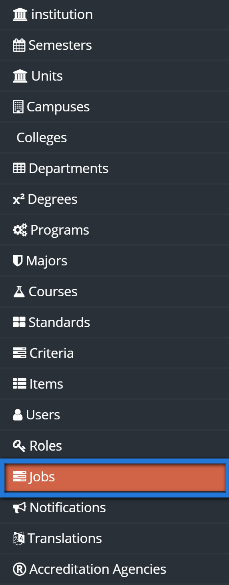 institution
Semesters
Units
Campuses
Colleges
Departments
x² Degrees
Programs
Majors
Courses
Standards
Criteria
Items
Users
Roles
Jobs
Notifications
Translations
® Accreditation Agencies